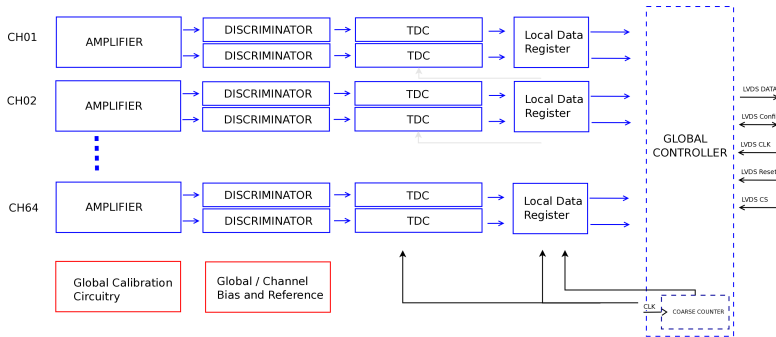 CH01
AMPLIFIER
DISCRIMINATOR
DISCRIMINATOR
TDC
TDC
Local Data
Register
CH02
AMPLIFIER
DISCRIMINATOR
DISCRIMINATOR
TDC
TDC
Local Data
Register
CH64
AMPLIFIER
DISCRIMINATOR
DISCRIMINATOR
TDC
TDC
Local Data
Register
GLOBAL
CONTROLLER
LVDS DATA
LVDS Confi
LVDS CLK
LVDS Reset
LVDS CS
Global Calibration
Circuitry
Global / Channel
Bias and Reference
CLK
COARSE COUNTER